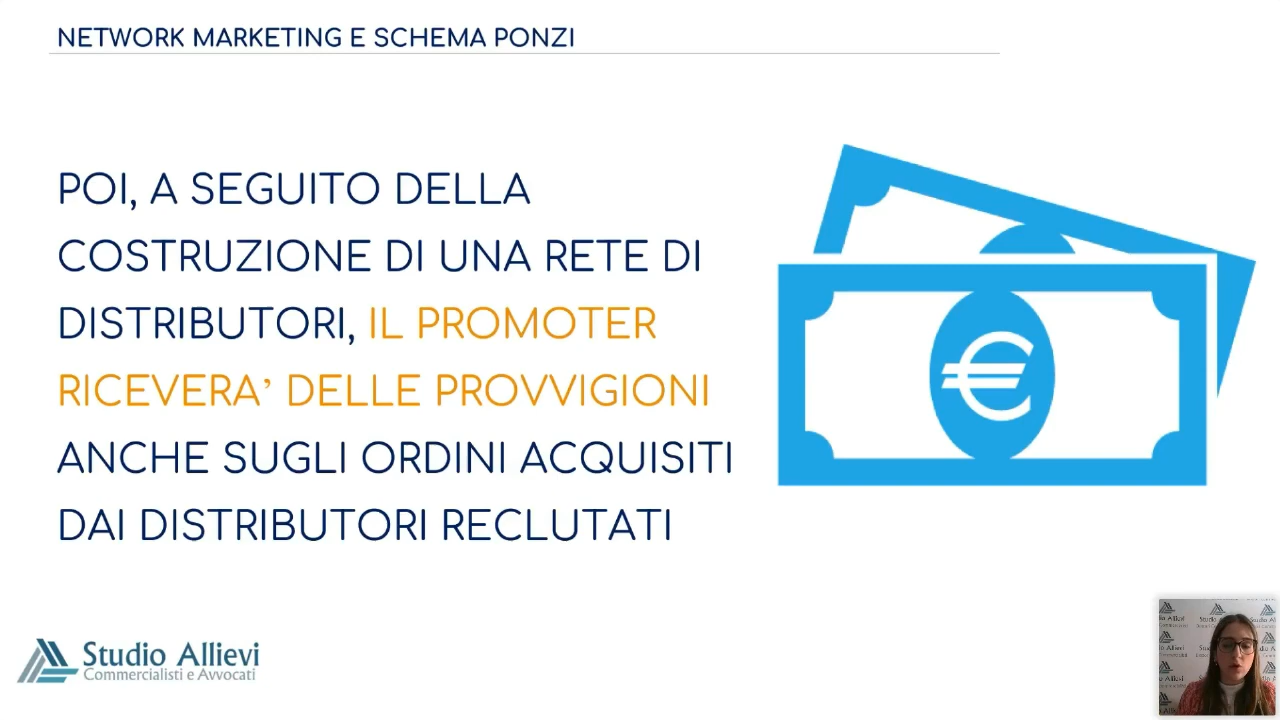 NETWORK MARKETING E SCHEMA PONZI
POI, A SEGUITO DELLA
COSTRUZIONE DI UNA RETE DI
DISTRIBUTORI, IL PROMOTER
RICEVERA’ DELLE PROVVIGIONI
ANCHE SUGLI ORDINI ACQUISITI
DAI DISTRIBUTORI RECLUTATI
€
Studio Allievi
Commercialisti e Avvocati